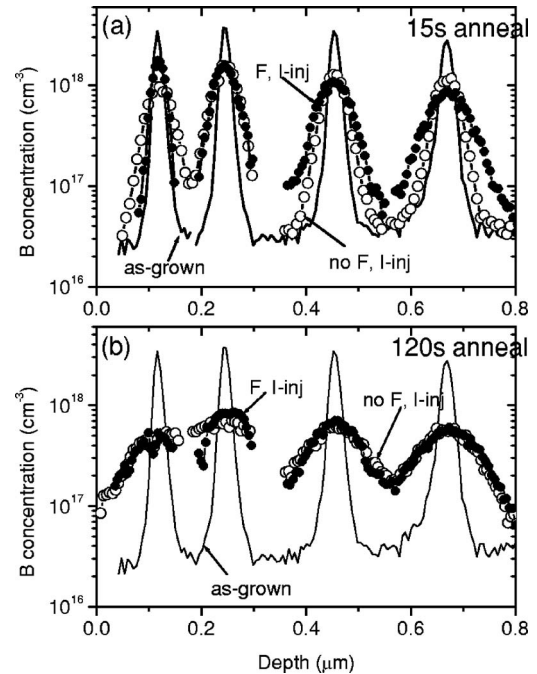 (a) 15s anneal
F, I-inj
no F, I-inj
as-grown
B concentration (cm-3)
10^18
10^17
10^16
0.0 0.2 0.4 0.6 0.8
(b) 120s anneal
F, I-inj
no F, I-inj
as-grown
B concentration (cm-3)
10^18
10^17
10^16
0.0 0.2 0.4 0.6 0.8
Depth (μm)